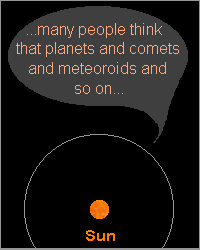 ...many people think
that planets and comets
and meteoroids and
so on...
Sun